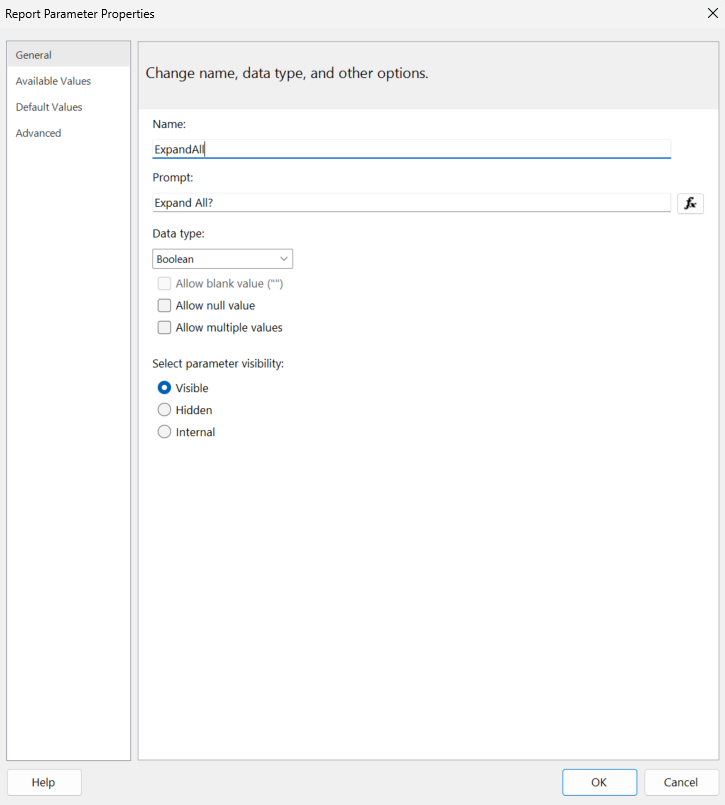 Report Parameter Properties
General
Available Values
Default Values
Advanced
Change name, data type, and other options.
Name:
ExpandAll
Prompt:
Expand All?
fx
Data type:
Boolean
Allow blank value ("")
Allow null value
Allow multiple values
Select parameter visibility:
Visible
Hidden
Internal
Help
OK
Cancel